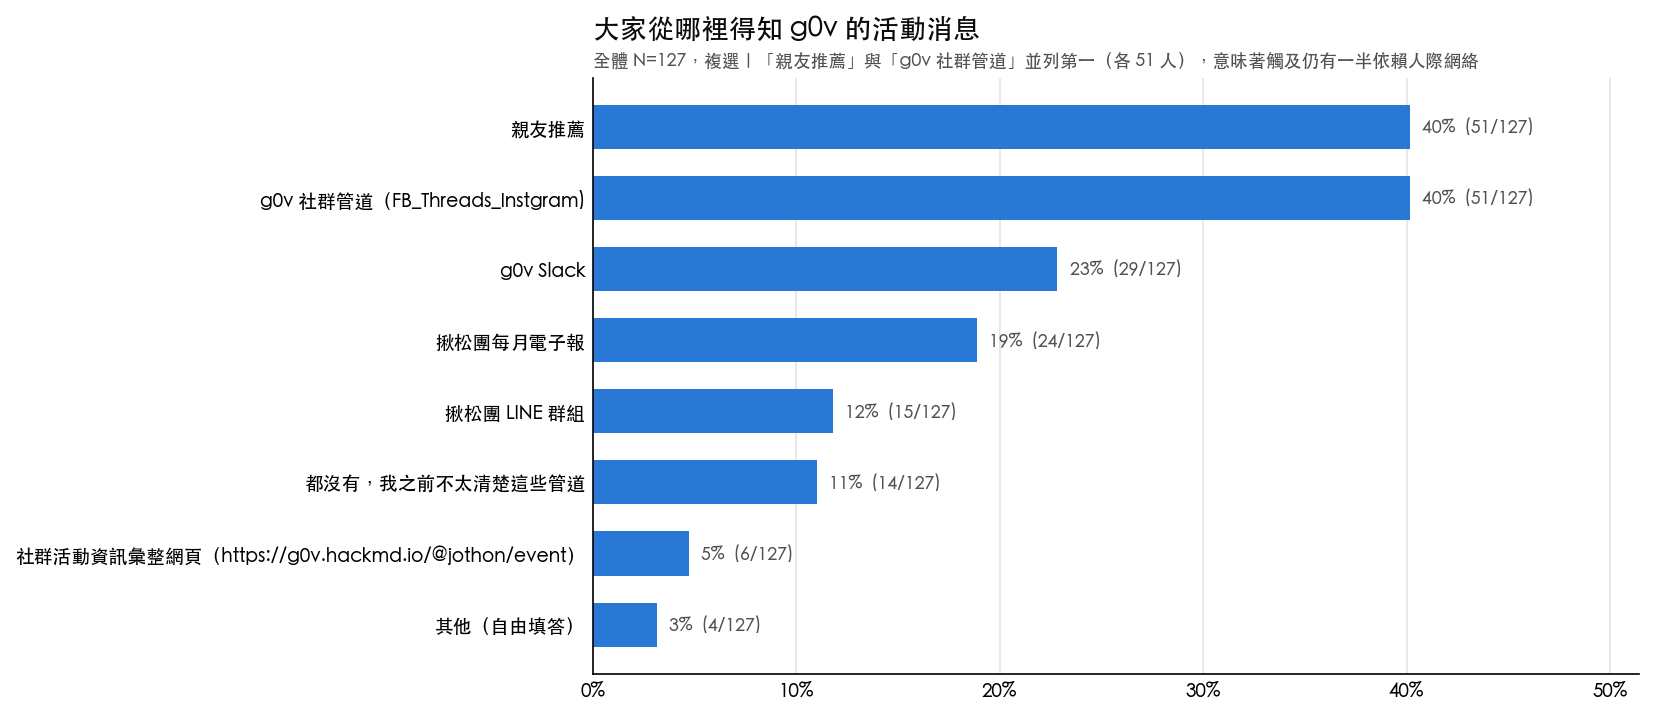 大家從哪裡得知 g0v 的活動消息
全體 N=127，複選｜「親友推薦」與「g0v 社群管道」並列第一（各 51 人），意味著觸及仍有一半依賴人際網絡
親友推薦 40% (51/127)
g0v 社群管道（FB_Threads_Instgram) 40% (51/127)
g0v Slack 23% (29/127)
揪松團每月電子報 19% (24/127)
揪松團 LINE 群組 12% (15/127)
都沒有，我之前不太清楚這些管道 11% (14/127)
社群活動資訊彙整網頁（https://g0v.hackmd.io/@jothon/event） 5% (6/127)
其他（自由填答） 3% (4/127)
0% 10% 20% 30% 40% 50%